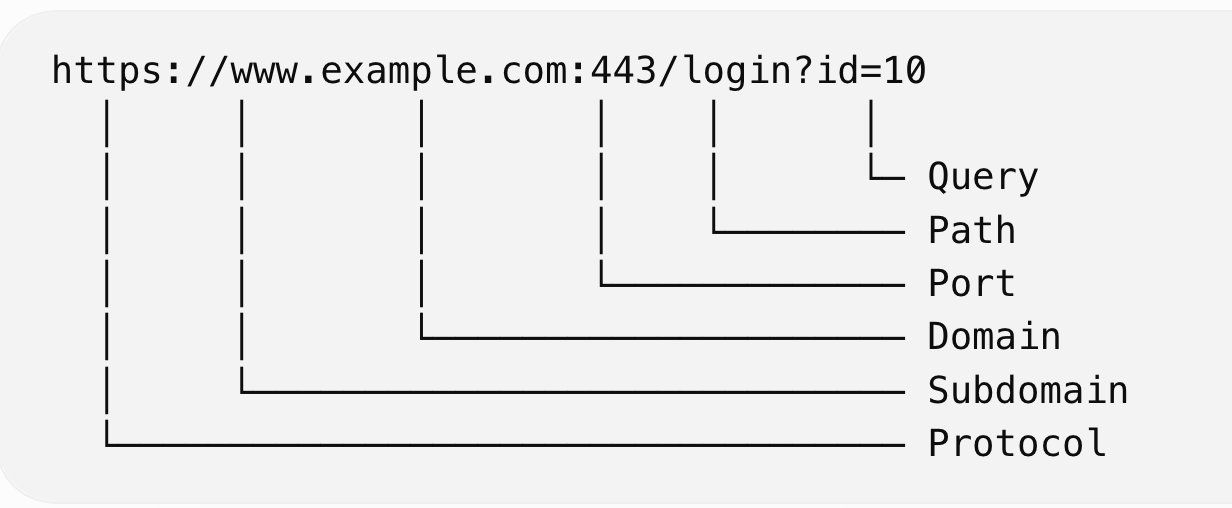 https://www.example.com:443/login?id=10
Query
Path
Port
Domain
Subdomain
Protocol